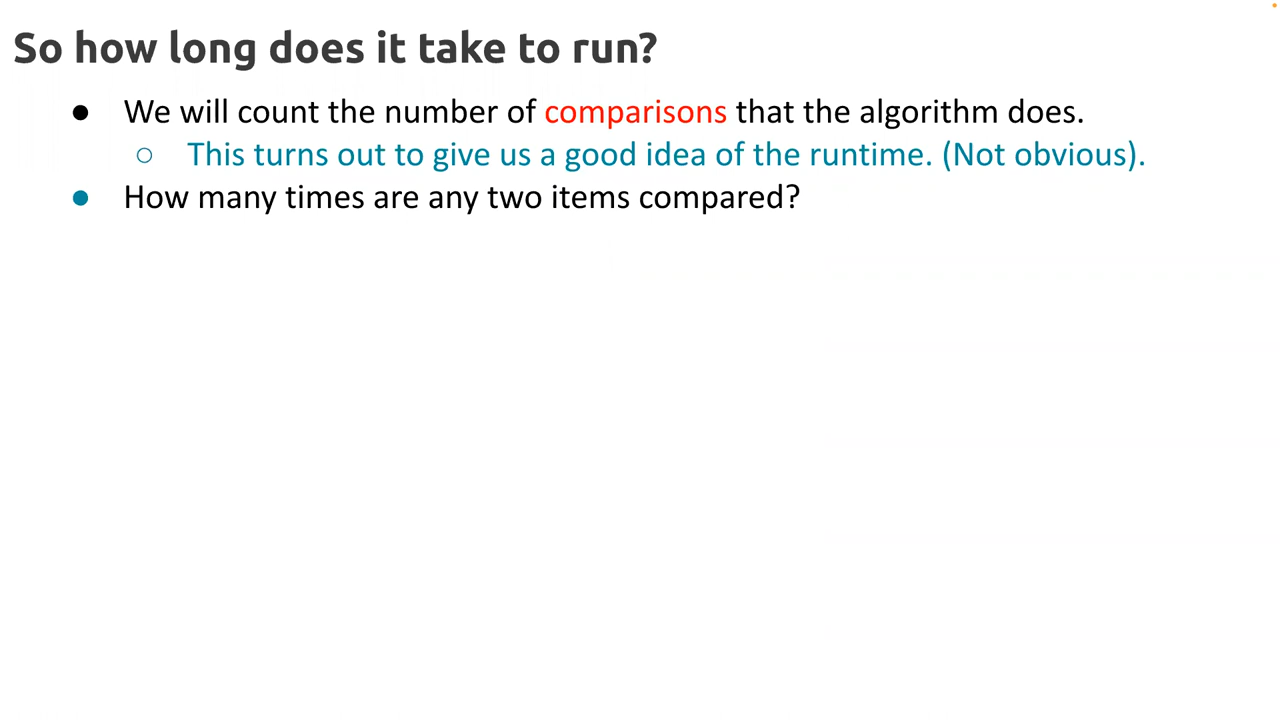 So how long does it take to run?
● We will count the number of comparisons that the algorithm does.
○ This turns out to give us a good idea of the runtime. (Not obvious).
● How many times are any two items compared?